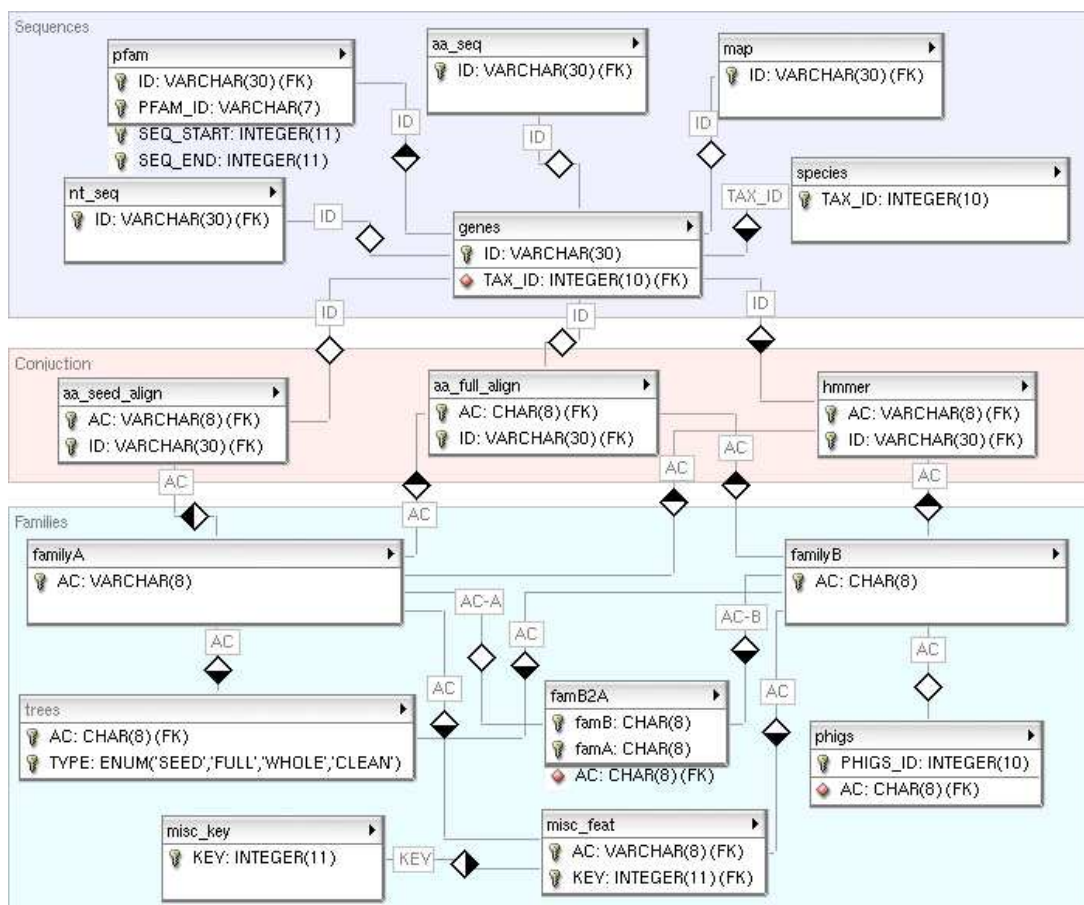 Sequences
pfam
ID: VARCHAR(30) (FK)
PFAM_ID: VARCHAR(7)
SEQ_START: INTEGER(11)
SEQ_END: INTEGER(11)
aa_seq
ID: VARCHAR(30) (FK)
map
ID: VARCHAR(30) (FK)
ID
ID
ID
species
TAX_ID: INTEGER(10)
TAX_ID
nt_seq
ID: VARCHAR(30) (FK)
ID
genes
ID: VARCHAR(30)
TAX_ID: INTEGER(10) (FK)
ID
ID
ID
Conjuction
aa_seed_align
AC: VARCHAR(8) (FK)
ID: VARCHAR(30) (FK)
aa_full_align
AC: CHAR(8) (FK)
ID: VARCHAR(30) (FK)
hmmer
AC: VARCHAR(8) (FK)
ID: VARCHAR(30) (FK)
AC
AC
AC
AC
AC
Families
familyA
AC: VARCHAR(8)
familyB
AC: CHAR(8)
AC-A
AC-B
AC
AC
AC
AC
AC
trees
AC: CHAR(8) (FK)
TYPE: ENUM('SEED','FULL','WHOLE','CLEAN')
famB2A
famB: CHAR(8)
famA: CHAR(8)
AC: CHAR(8) (FK)
phigs
PHIGS_ID: INTEGER(10)
AC: CHAR(8) (FK)
misc_key
KEY: INTEGER(11)
KEY
misc_feat
AC: VARCHAR(8) (FK)
KEY: INTEGER(11) (FK)